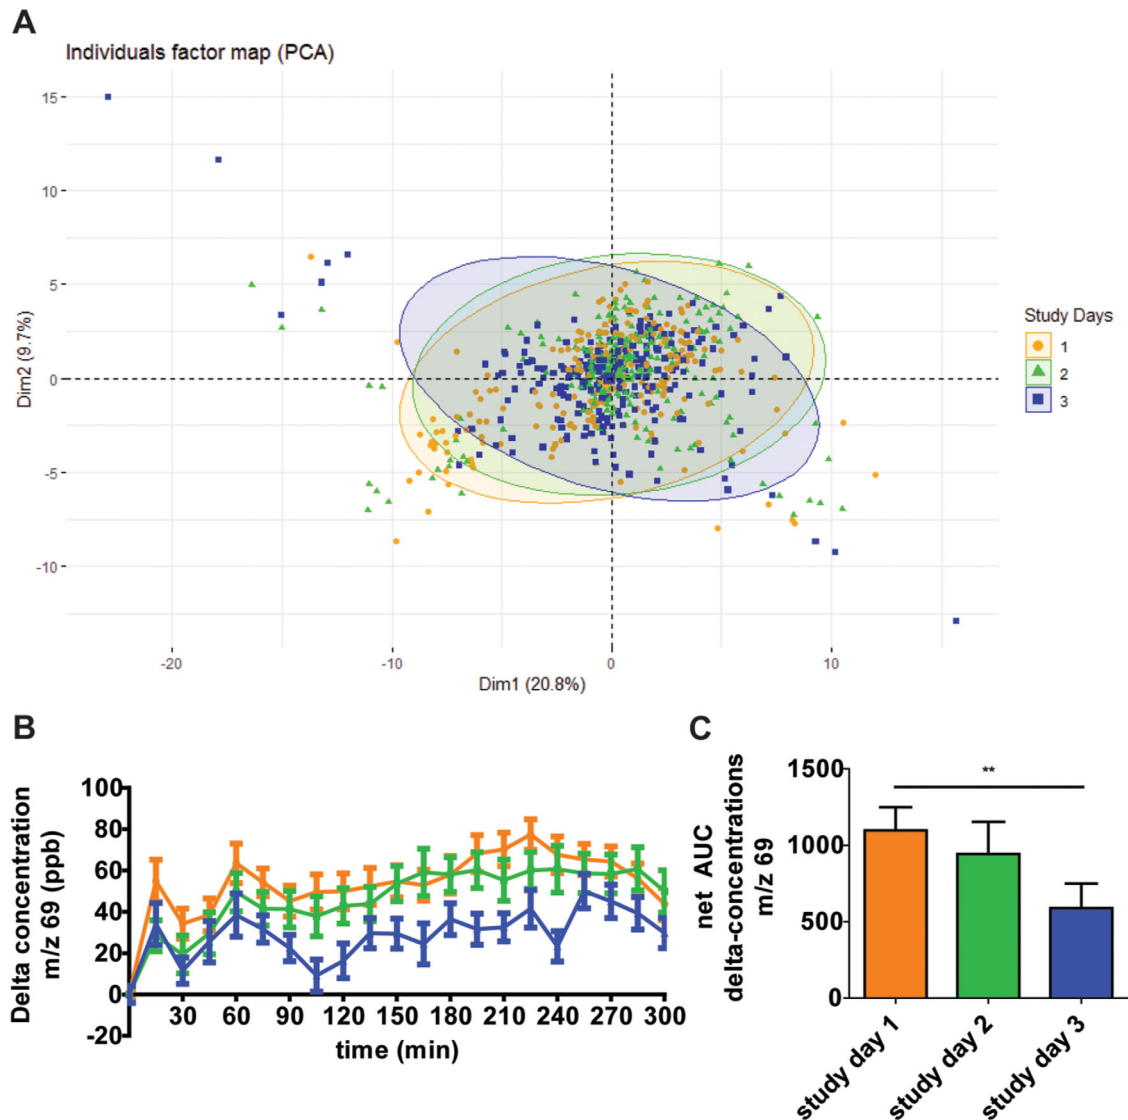 A
Individuals factor map (PCA)
15
10
5
0
-5
-10
Dim2 (9.7%)
-20
-10
0
10
Dim1 (20.8%)
Study Days
1
2
3
B
Delta concentration
m/z 69 (ppb)
100
80
60
40
20
0
-20
30 60 90 120 150 180 210 240 270 300
time (min)
C
net AUC
delta-concentrations
m/z 69
1500
1000
500
0
**
study day 1
study day 2
study day 3